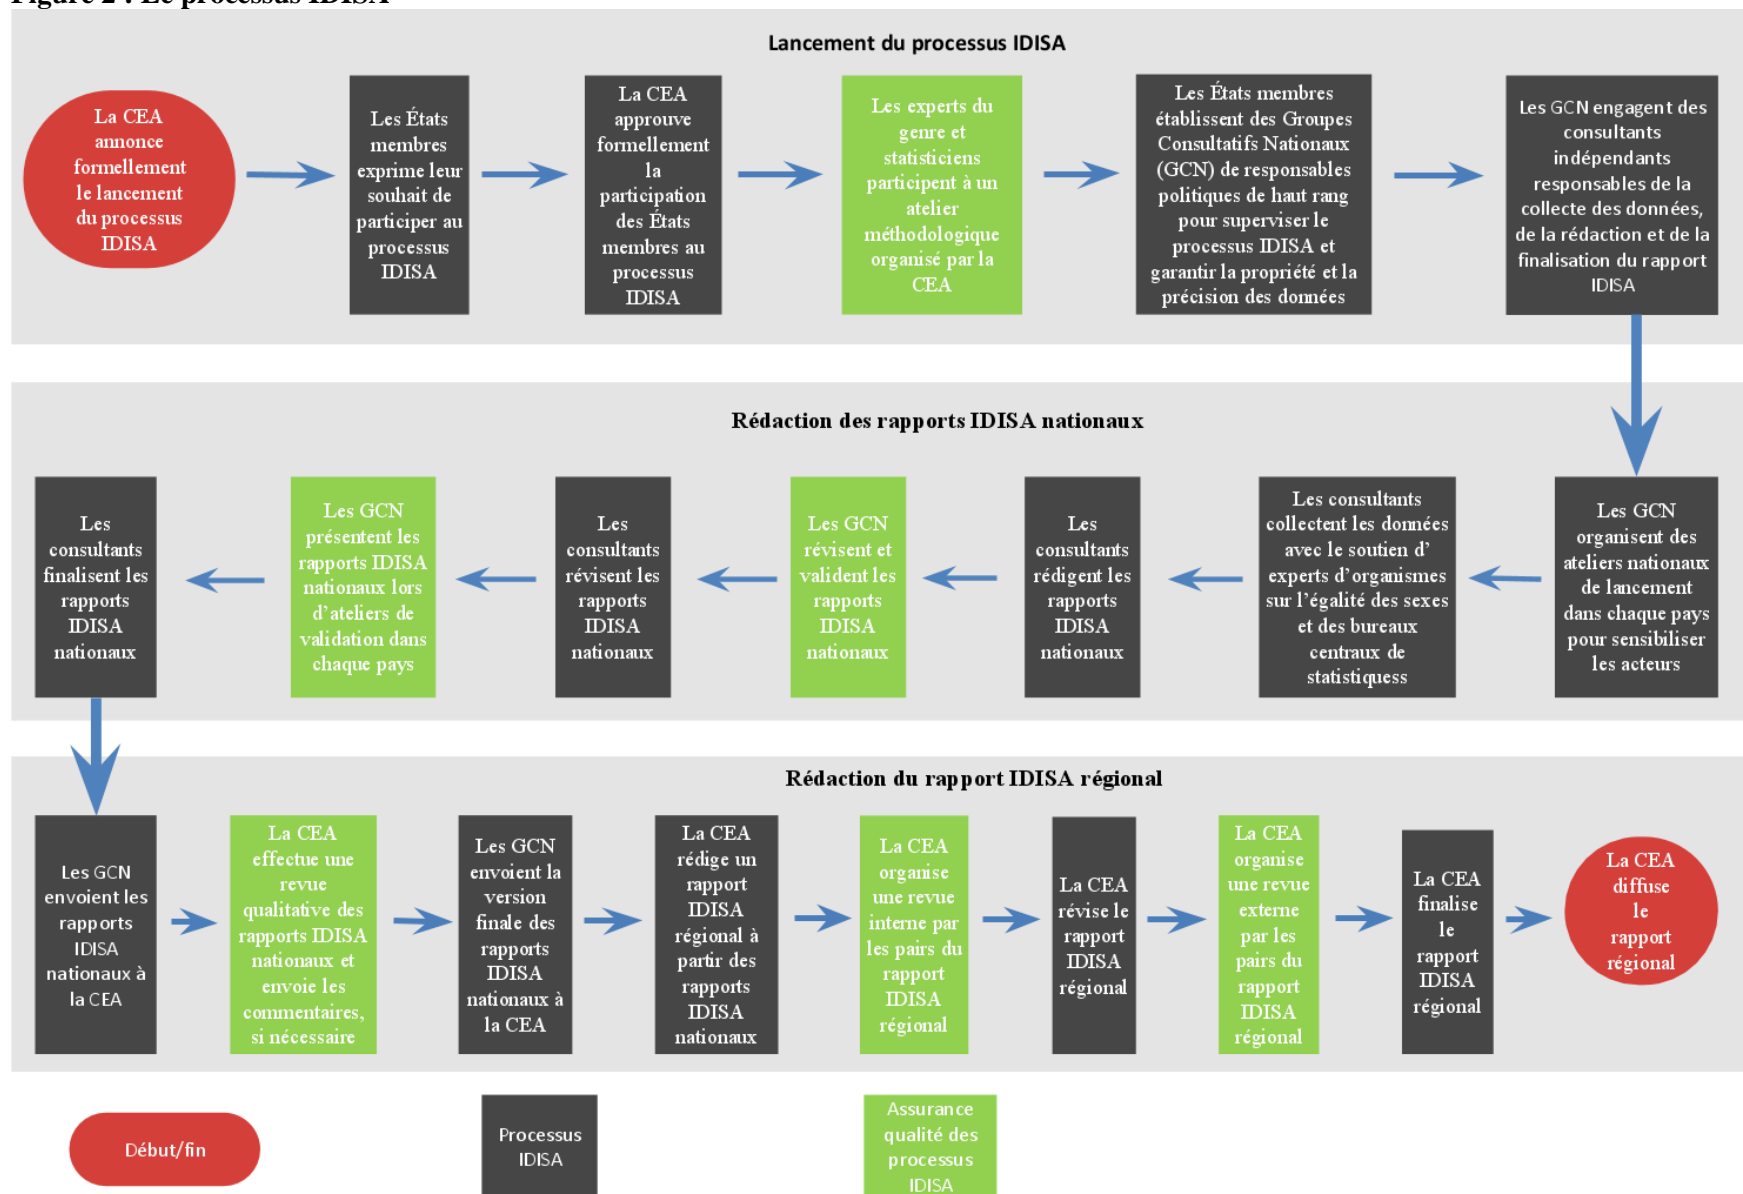 Figure 2 : Le processus IDISA
Lancement du processus IDISA
La CEA
annonce
formellement
le lancement
du processus
IDISA
Les États
membres
exprime leur
souhait de
participer au
processus
IDISA
La CEA
approuve
formellement
la
participation
des États
membres au
processus
IDISA
Les experts du
genre et
statisticiens
participent à un
atelier
méthodologique
organisé par la
CEA
Les États membres
établissent des Groupes
Consultatifs Nationaux
(GCN) de responsables
politiques de haut rang
pour superviser le
processus IDISA et
garantir la propriété et la
précision des données
Les GCN engagent des
consultants
indépendants
responsables de la
collecte des données,
de la rédaction et de la
finalisation du rapport
IDISA
Rédaction des rapports IDISA nationaux
Les GCN
organisent des
ateliers nationaux
de lancement
dans chaque pays
pour sensibiliser
les acteurs
Les consultants
collectent les données
avec le soutien d’
experts d’organismes
sur l’égalité des sexes
et des bureaux
centraux de
statistiquess
Les
consultants
rédigent les
rapports
IDISA
nationaux
Les GCN
révisent et
valident les
rapports
IDISA
nationaux
Les
consultants
révisent les
rapports
IDISA
nationaux
Les GCN
présentent les
rapports IDISA
nationaux lors
d’ateliers de
validation dans
chaque pays
Les
consultants
finalisent les
rapports
IDISA
nationaux
Rédaction du rapport IDISA régional
Les GCN
envoient les
rapports
IDISA
nationaux à
la CEA
La CEA
effectue une
revue
qualitative des
rapports IDISA
nationaux et
envoie les
commentaires,
si nécessaire
Les GCN
envoient la
version
finale des
rapports
IDISA
nationaux à
la CEA
La CEA
rédige un
rapport
IDISA
régional à
partir des
rapports
IDISA
nationaux
La CEA
organise
une revue
interne par
les pairs du
rapport
IDISA
régional
La CEA
révise le
rapport
IDISA
régional
La CEA
organise
une revue
externe
par les
pairs du
rapport
IDISA
régional
La CEA
finalise
le
rapport
IDISA
régional
La CEA
diffuse
le
rapport
régional
Début/fin
Processus
IDISA
Assurance
qualité des
processus
IDISA